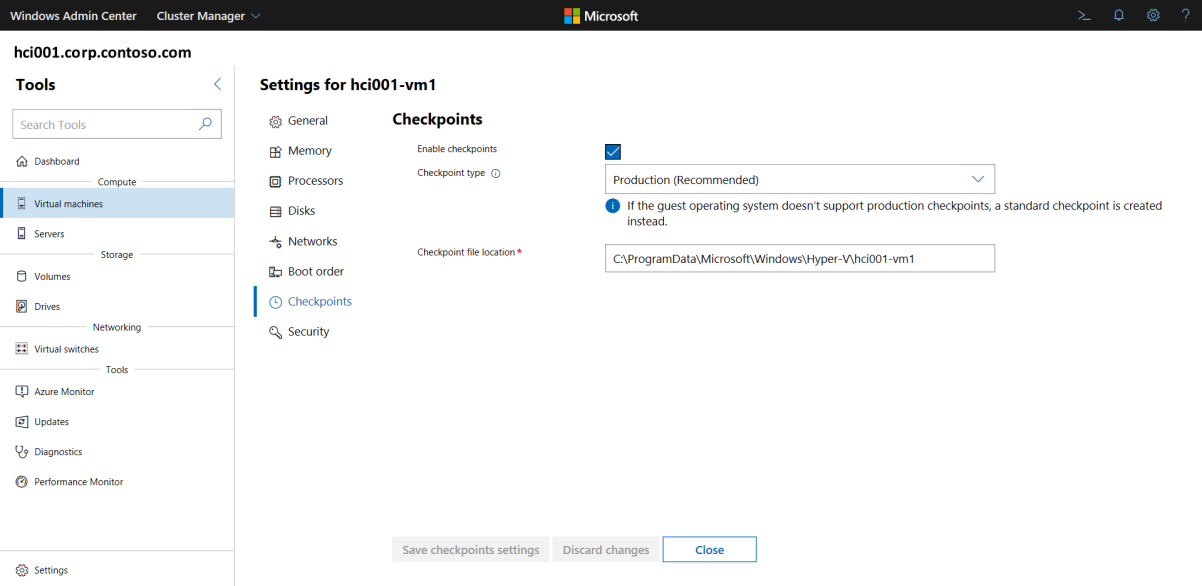 Windows Admin Center
Cluster Manager
Microsoft
hci001.corp.contoso.com
Tools
Search Tools
Dashboard
Compute
Virtual machines
Servers
Storage
Volumes
Drives
Networking
Virtual switches
Tools
Azure Monitor
Updates
Diagnostics
Performance Monitor
Settings
Settings for hci001-vm1
General
Memory
Processors
Disks
Networks
Boot order
Checkpoints
Security
Checkpoints
Enable checkpoints
Checkpoint type
Production (Recommended)
If the guest operating system doesn't support production checkpoints, a standard checkpoint is created
instead.
Checkpoint file location*
C:\ProgramData\Microsoft\Windows\Hyper-V\hci001-vm1
Save checkpoints settings
Discard changes
Close